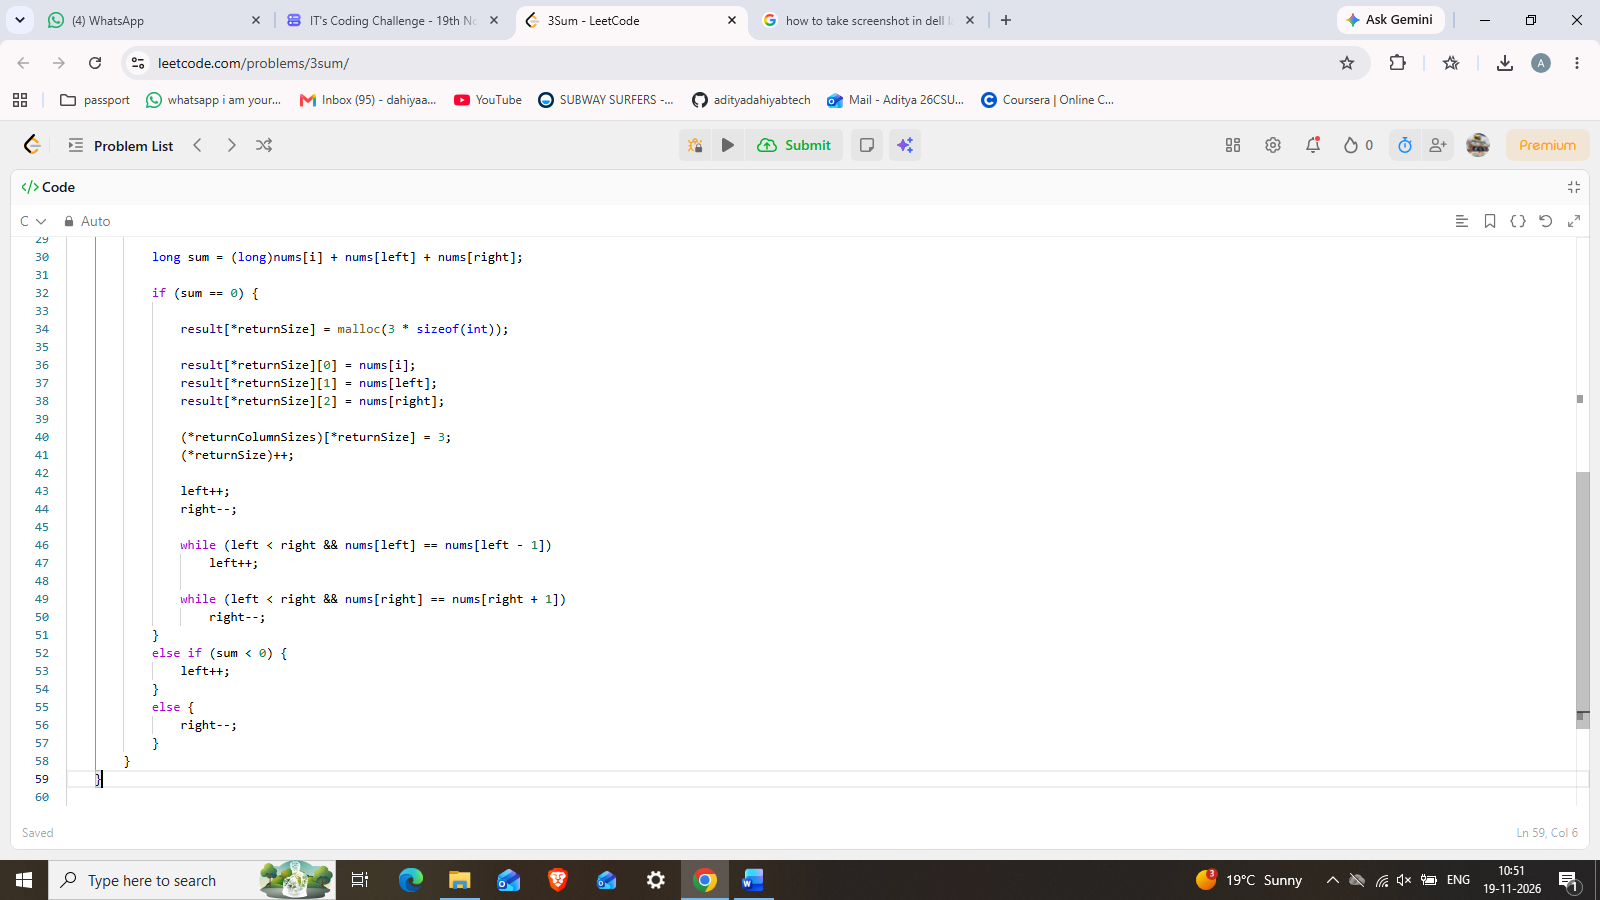 (4) WhatsApp
IT's Coding Challenge - 19th No
3Sum - LeetCode
how to take screenshot in dell l
Ask Gemini
leetcode.com/problems/3sum/
A
passport
whatsapp i am your...
Inbox (95) - dahiyaa...
YouTube
SUBWAY SURFERS -...
adityadahiyabtech
Mail - Aditya 26CSU...
Coursera | Online C...
Problem List
Submit
0
Premium
</> Code
C
Auto
29
30 long sum = (long)nums[i] + nums[left] + nums[right];
31
32 if (sum == 0) {
33
34 result[*returnSize] = malloc(3 * sizeof(int));
35
36 result[*returnSize][0] = nums[i];
37 result[*returnSize][1] = nums[left];
38 result[*returnSize][2] = nums[right];
39
40 (*returnColumnSizes)[*returnSize] = 3;
41 (*returnSize)++;
42
43 left++;
44 right--;
45
46 while (left < right && nums[left] == nums[left - 1])
47 left++;
48
49 while (left < right && nums[right] == nums[right + 1])
50 right--;
51 }
52 else if (sum < 0) {
53 left++;
54 }
55 else {
56 right--;
57 }
58 }
59 }
60
Saved
Ln 59, Col 6
Type here to search
3
19°C Sunny
ENG
10:51
19-11-2026
1